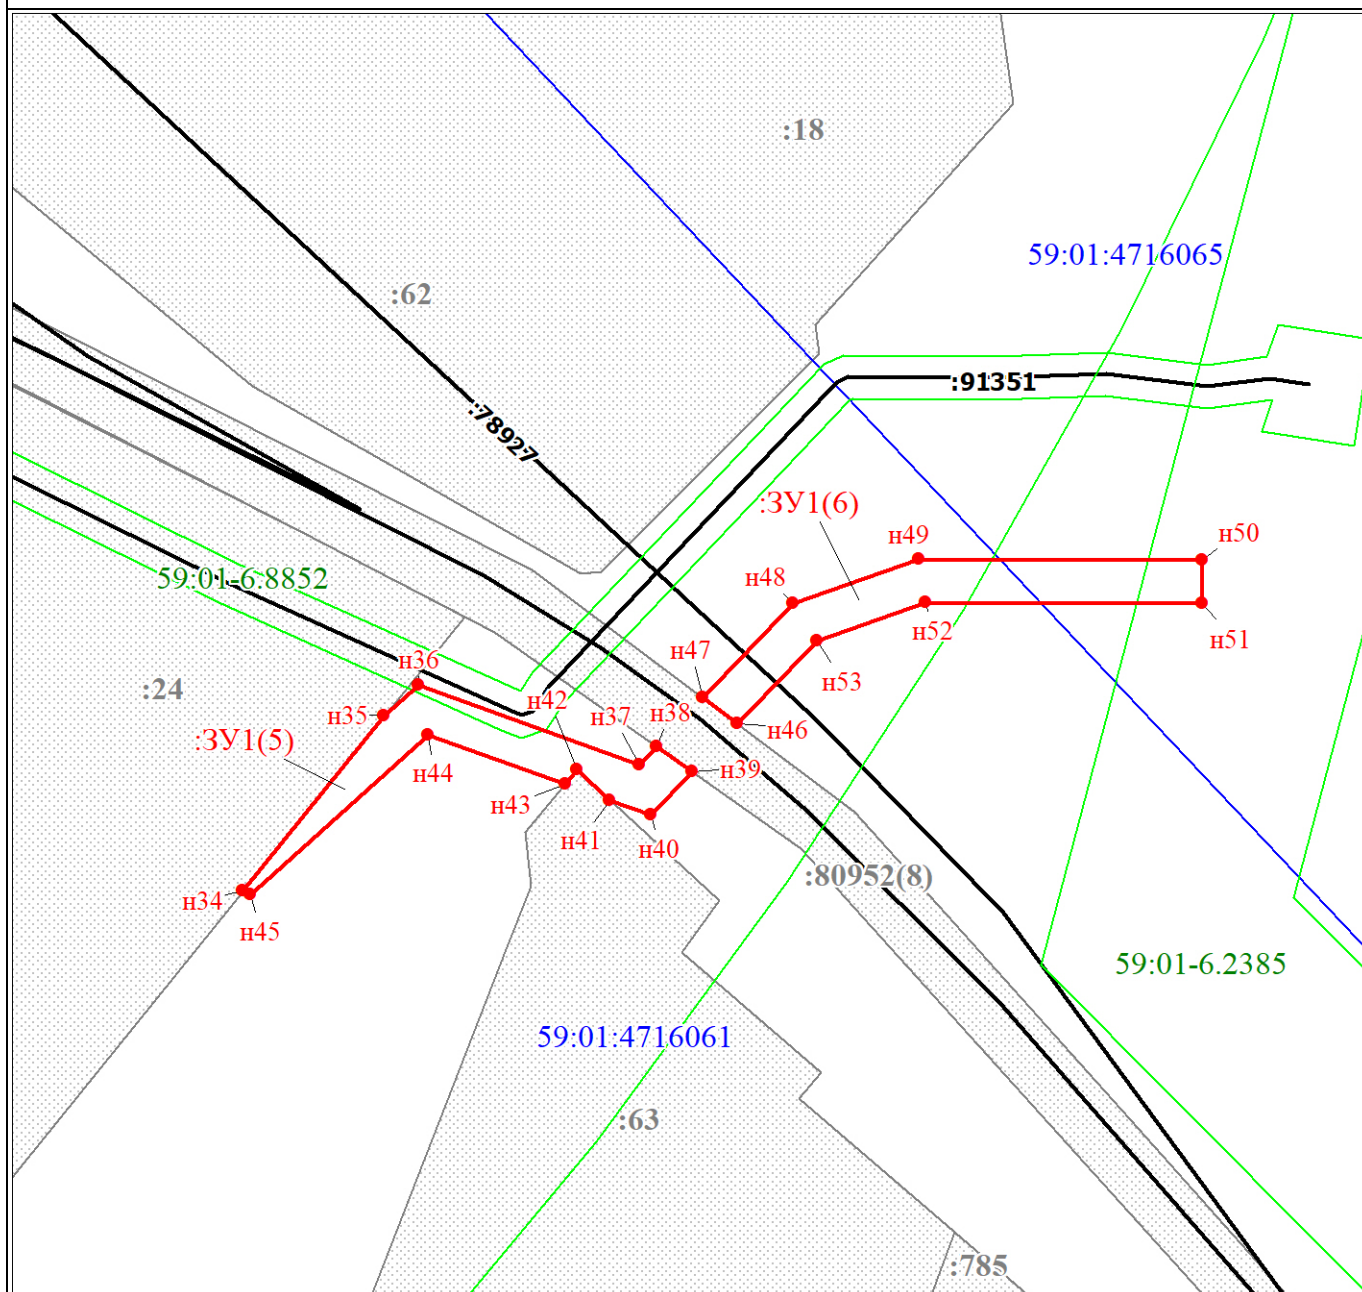 :18
59:01:4716065
:62
:91351
:78927
:ЗУ1(6)
н49
н50
59:01-6.8852
н48
н52
н51
н36
н47
н53
:24
н42
н35
н37
н38
н46
:ЗУ1(5)
н44
н39
н43
н41
н40
:80952(8)
н34
н45
59:01-6.2385
59:01:4716061
:63
:785